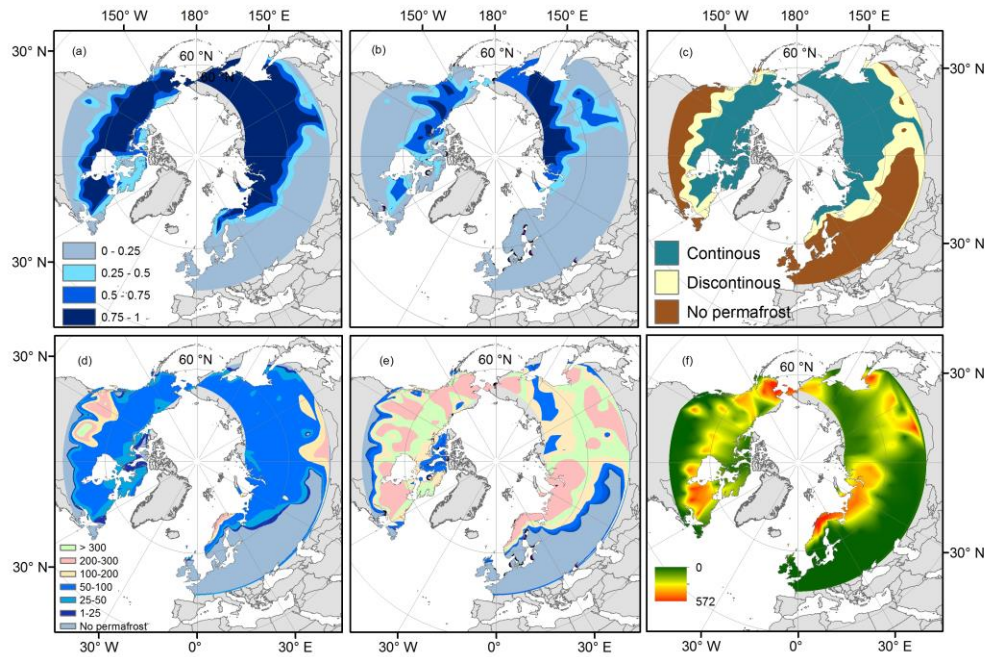 150° W 180° 150° E 150° W 180° 150° E 150° W 180° 150° E
30° N (a) 60 °N (b) 60 °N (c) 60 °N 30° N
30° N 30° N
0 - 0.25
0.25 - 0.5
0.5 - 0.75
0.75 - 1
Continous
Discontinous
No permafrost
30° N (d) 60 °N (e) 60 °N (f) 60 °N 30° N
> 300
200-300
100-200
50-100
25-50
1-25
No permafrost
0
572
30° N 30° N
30° W 0° 30° E 30° W 0° 30° E 30° W 0° 30° E